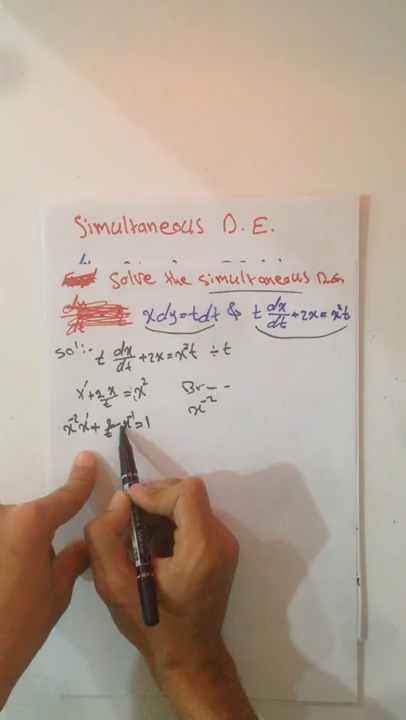 Simultaneous D. E.
Solve the simultaneous D.E
xdy=tdt & t dx/dt +2x=x²t
sol:- t dx/dt +2x=x²t ÷t
x'+2x/t=x² Br---
x⁻²
x⁻²x'+2/t x⁻¹=1